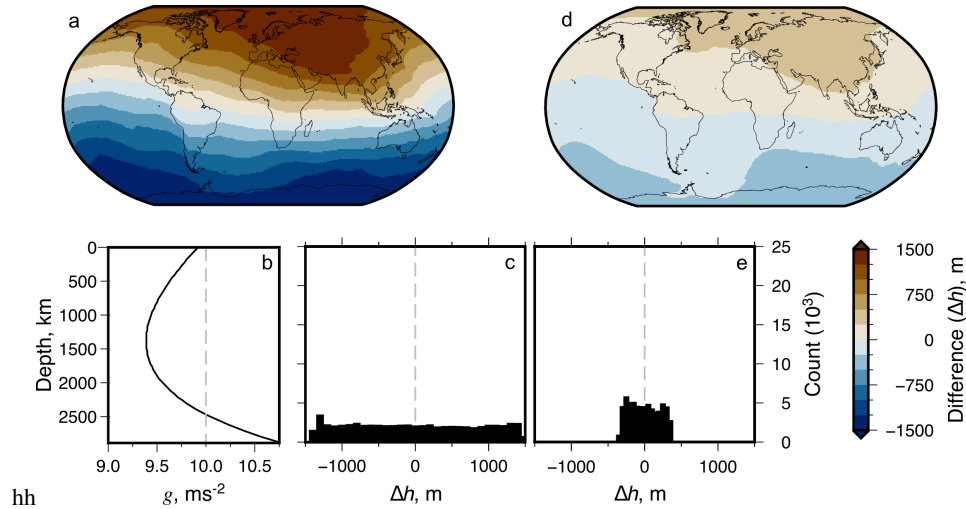 a
d
b
c
e
0
500
1000
1500
2000
2500
Depth, km
9.0 9.5 10.0 10.5
g, ms-2
−1000 0 1000
Δh, m
−1000 0 1000
Δh, m
25
20
15
10
5
0
Count (10³)
1500
750
0
−750
−1500
Difference (Δh), m
hh